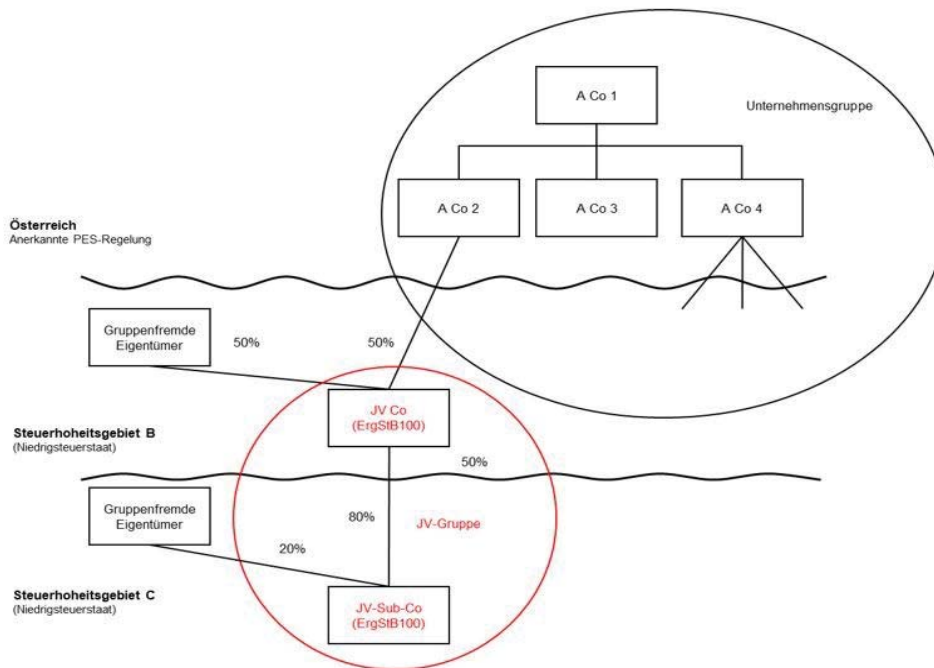 A Co 1
Unternehmensgruppe
A Co 2
A Co 3
A Co 4
Österreich
Anerkannte PES-Regelung
Gruppenfremde
Eigentümer
50%
50%
JV Co
(ErgStB100)
Steuerhoheitsgebiet B
(Niedrigsteuerstaat)
50%
Gruppenfremde
Eigentümer
80%
JV-Gruppe
20%
Steuerhoheitsgebiet C
(Niedrigsteuerstaat)
JV-Sub-Co
(ErgStB100)